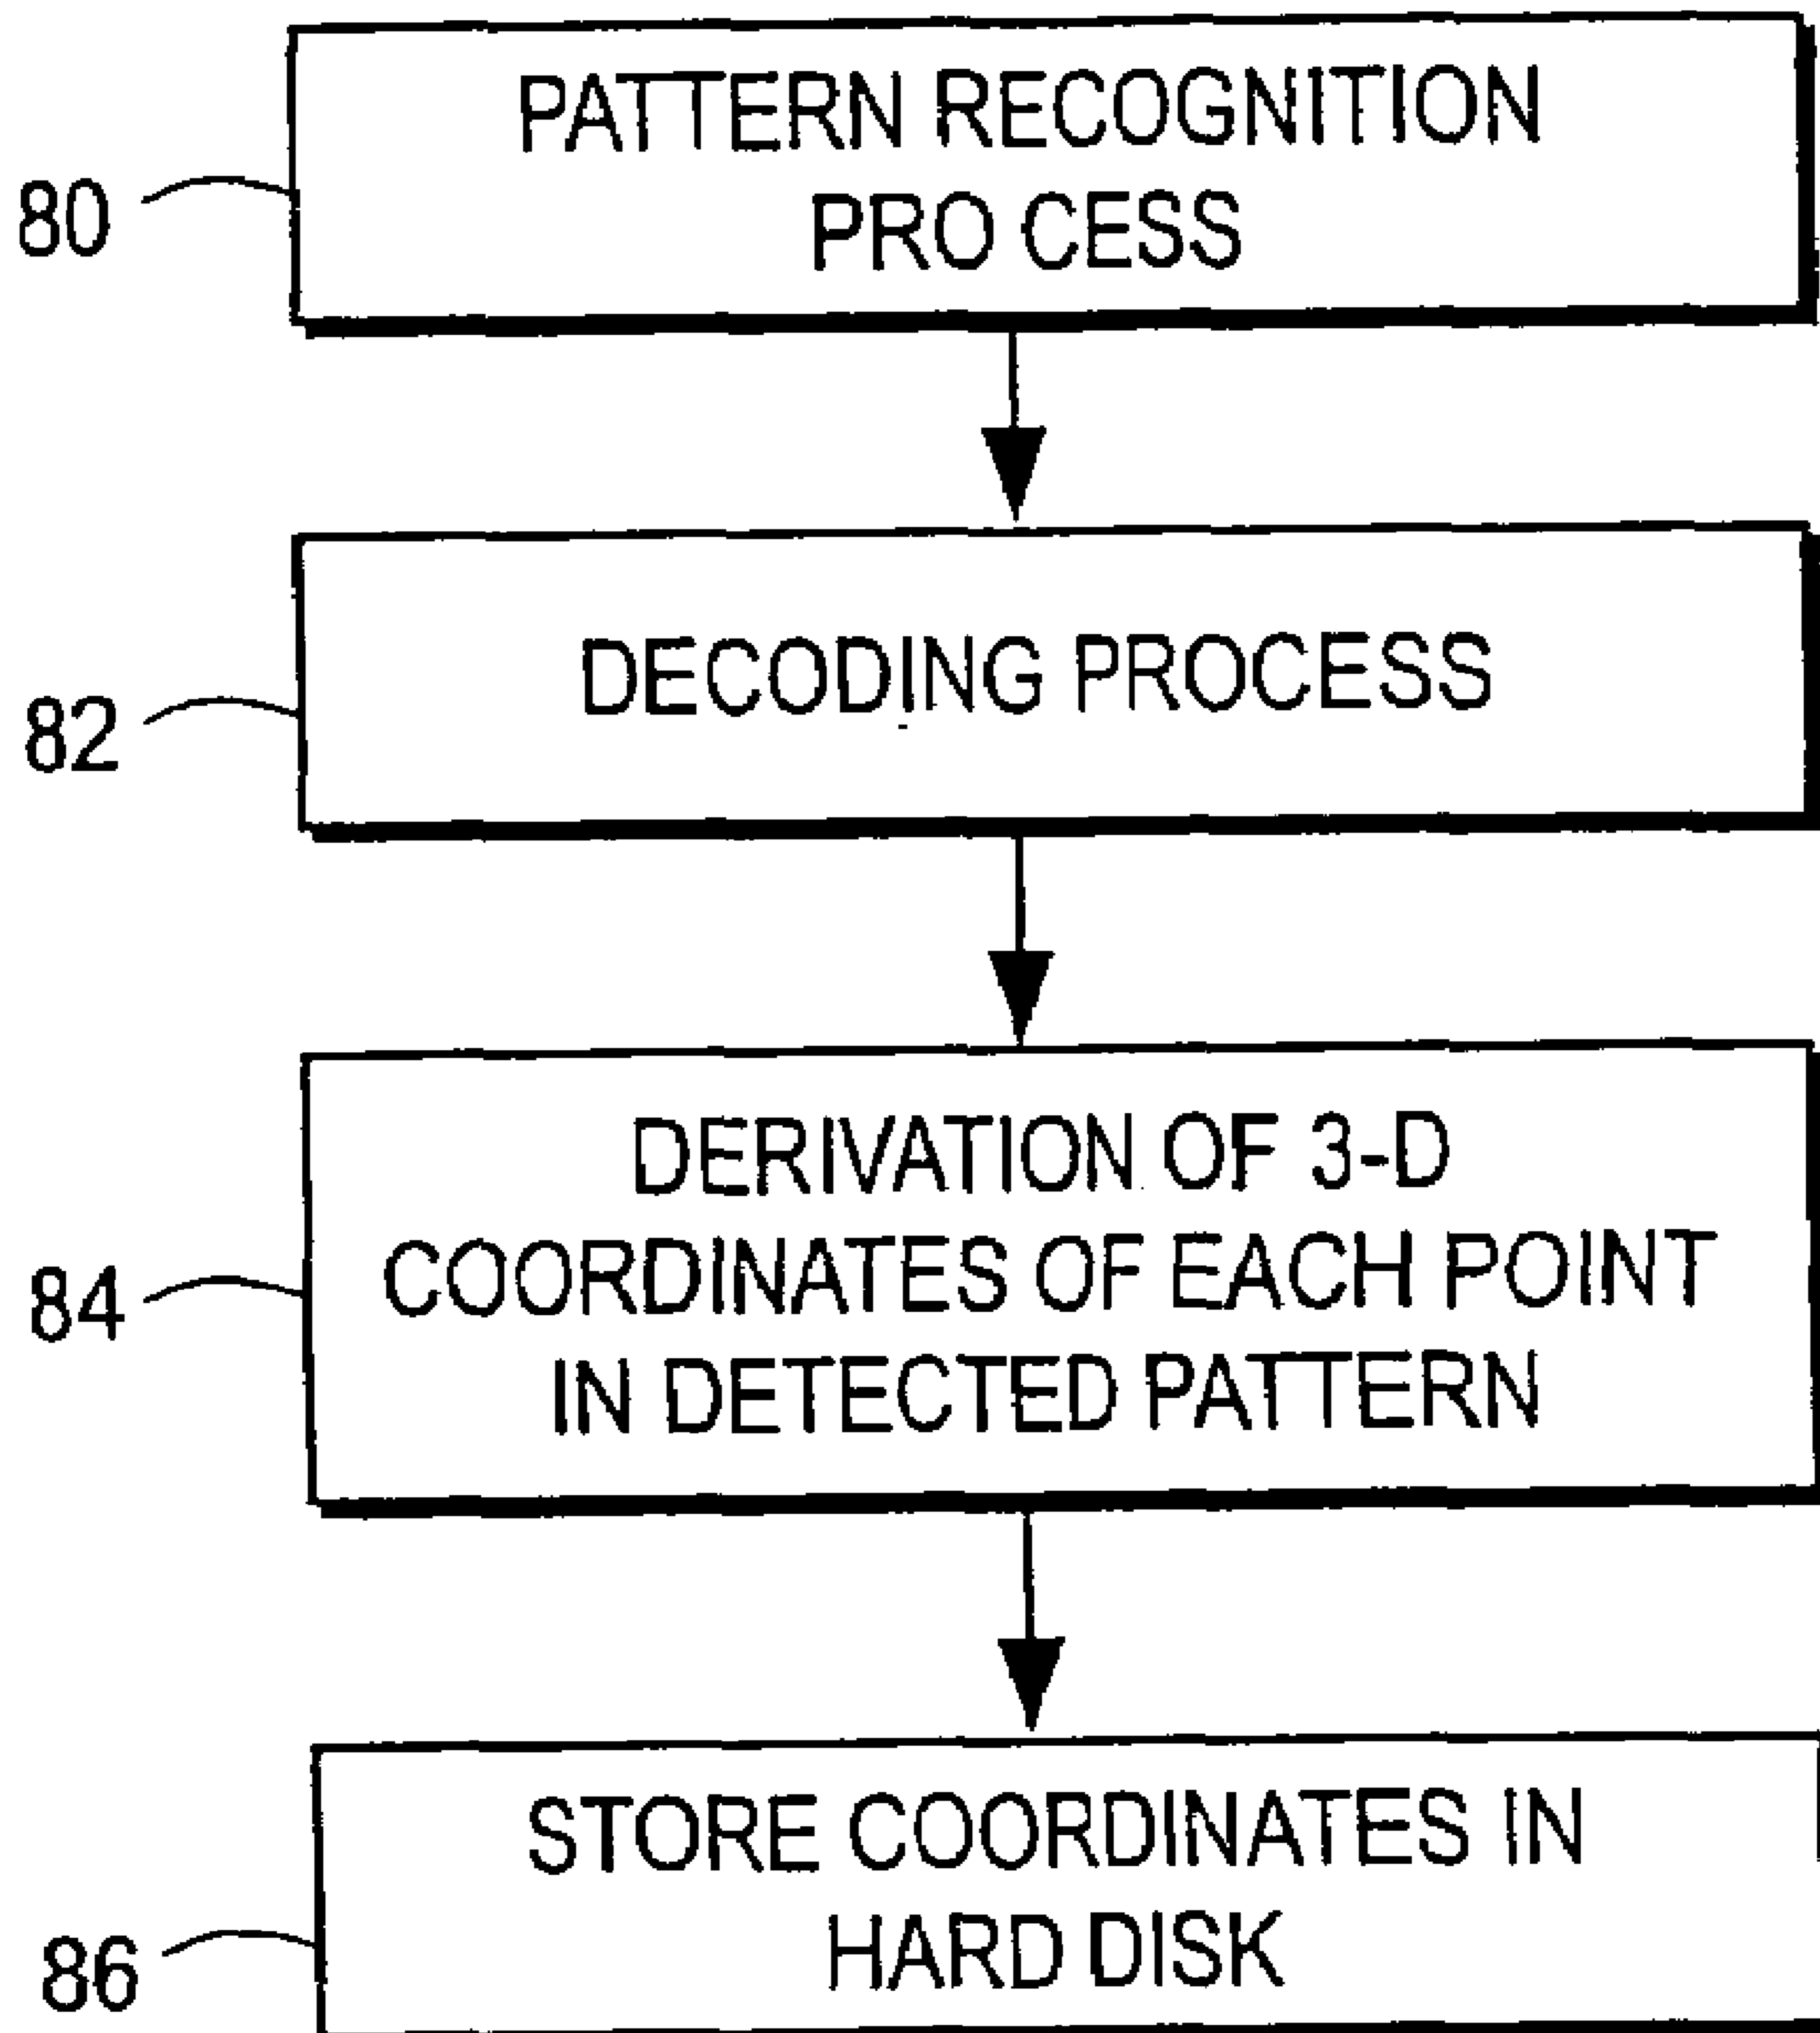 PATTERN RECOGNITION
PRO CESS
80
DECODING PROCESS
82
DERIVATION OF 3-D
COORDINATES OF EACH POINT
IN DETECTED PATTERN
84
STORE COORDINATES IN
HARD DISK
86